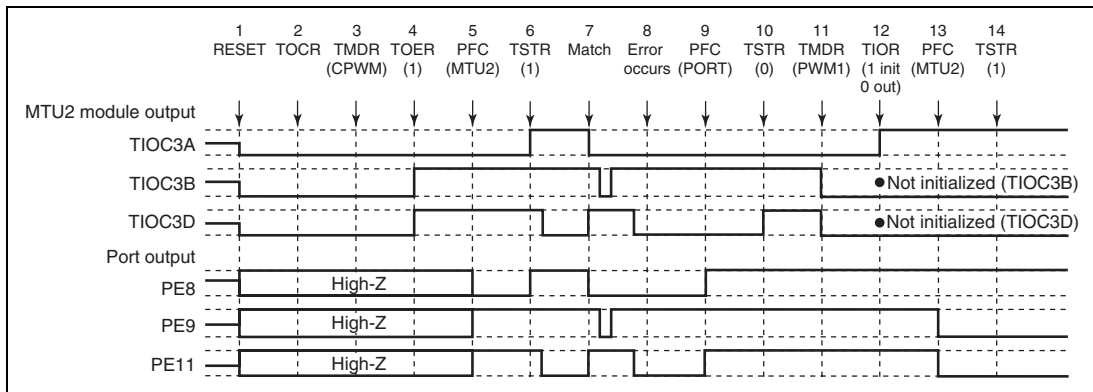 1 2 3 4 5 6 7 8 9 10 11 12 13 14
RESET TOCR TMDR TOER PFC TSTR Match Error PFC TSTR TMDR TIOR PFC TSTR
(CPWM) (1) (MTU2) (1) occurs (PORT) (0) (PWM1) (1 init (MTU2) (1)
0 out)
MTU2 module output
TIOC3A
TIOC3B
●Not initialized (TIOC3B)
TIOC3D
●Not initialized (TIOC3D)
Port output
PE8
High-Z
PE9
High-Z
PE11
High-Z